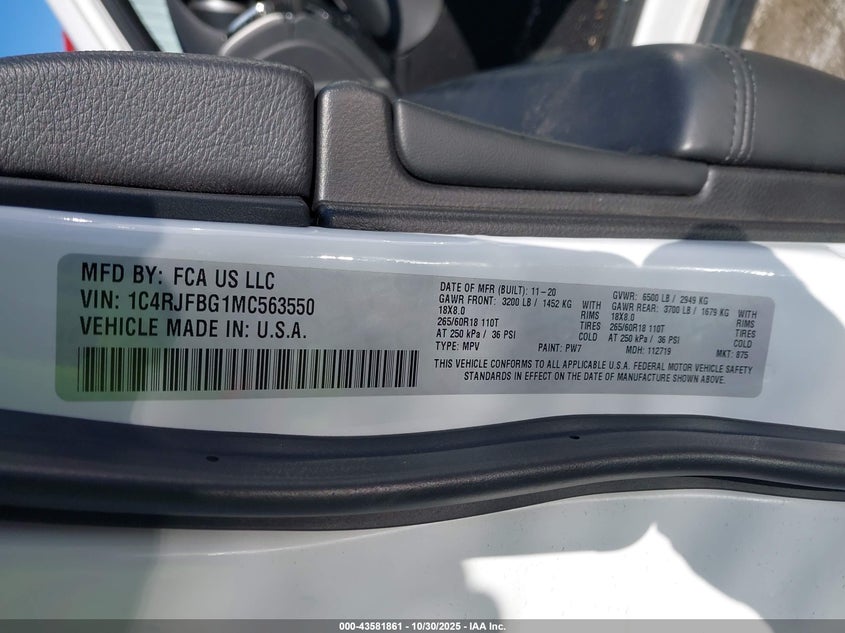 MFD BY: FCA US LLC
VIN: 1C4RJFBG1MC563550
VEHICLE MADE IN: U.S.A.
DATE OF MFR (BUILT): 11-20 GVWR: 6500 LB / 2949 KG
GAWR FRONT: 3200 LB / 1452 KG GAWR REAR: 3700 LB / 1679 KG
18X8.0 RIMS 18X8.0 RIMS
265/60R18 110T TIRES 265/60R18 110T TIRES
AT 250 kPa / 36 PSI COLD AT 250 kPa / 36 PSI COLD
TYPE: MPV PAINT: PW7 MDH: 112719 MKT: 875
THIS VEHICLE CONFORMS TO ALL APPLICABLE U.S.A. FEDERAL MOTOR VEHICLE SAFETY
STANDARDS IN EFFECT ON THE DATE OF MANUFACTURE SHOWN ABOVE.
000-43581861 - 10/30/2025 - IAA Inc.